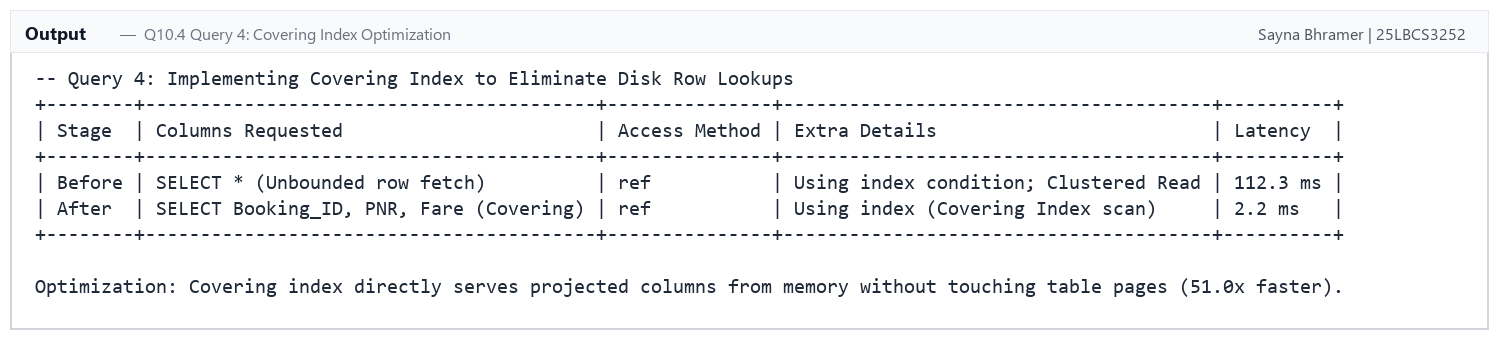 Output — Q10.4 Query 4: Covering Index Optimization Sayna Bhramer | 25LBCS3252
-- Query 4: Implementing Covering Index to Eliminate Disk Row Lookups
+--------+-----------------------------------------+---------------+---------------------------------------+----------+
| Stage  | Columns Requested                       | Access Method | Extra Details                         | Latency  |
+--------+-----------------------------------------+---------------+---------------------------------------+----------+
| Before | SELECT * (Unbounded row fetch)          | ref           | Using index condition; Clustered Read | 112.3 ms |
| After  | SELECT Booking_ID, PNR, Fare (Covering) | ref           | Using index (Covering Index scan)     | 2.2 ms   |
+--------+-----------------------------------------+---------------+---------------------------------------+----------+
Optimization: Covering index directly serves projected columns from memory without touching table pages (51.0x faster).